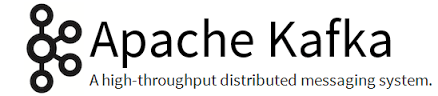 Apache Kafka
A high-throughput distributed messaging system.